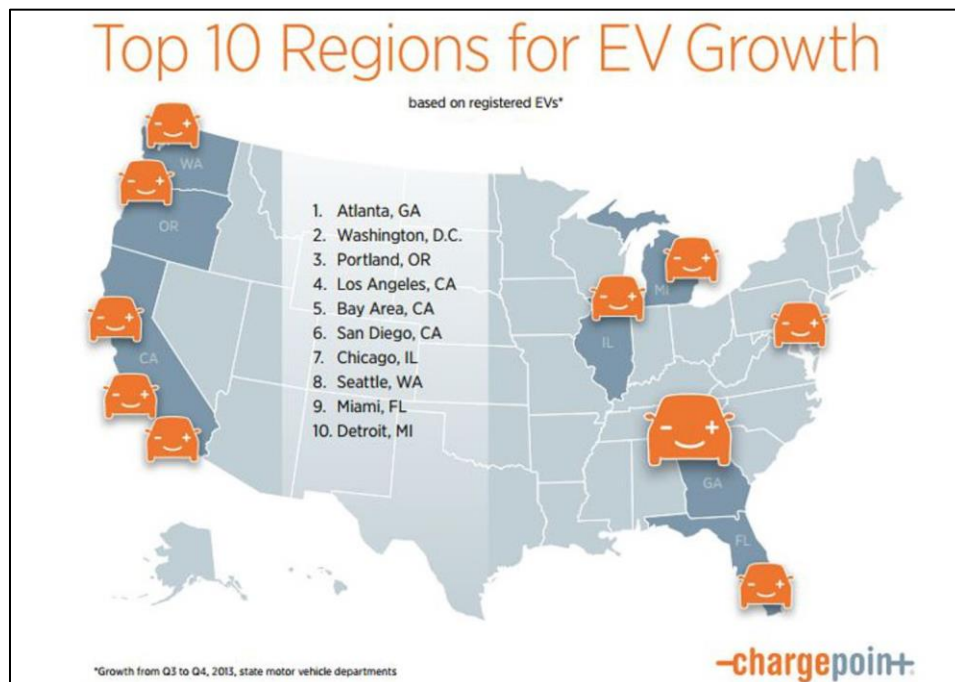 Top 10 Regions for EV Growth
based on registered EVs*
WA
OR
CA
1. Atlanta, GA
2. Washington, D.C.
3. Portland, OR
4. Los Angeles, CA
5. Bay Area, CA
6. San Diego, CA
7. Chicago, IL
8. Seattle, WA
9. Miami, FL
10. Detroit, MI
MI
IL
GA
FL
*Growth from Q3 to Q4, 2013, state motor vehicle departments
-chargepoin+.